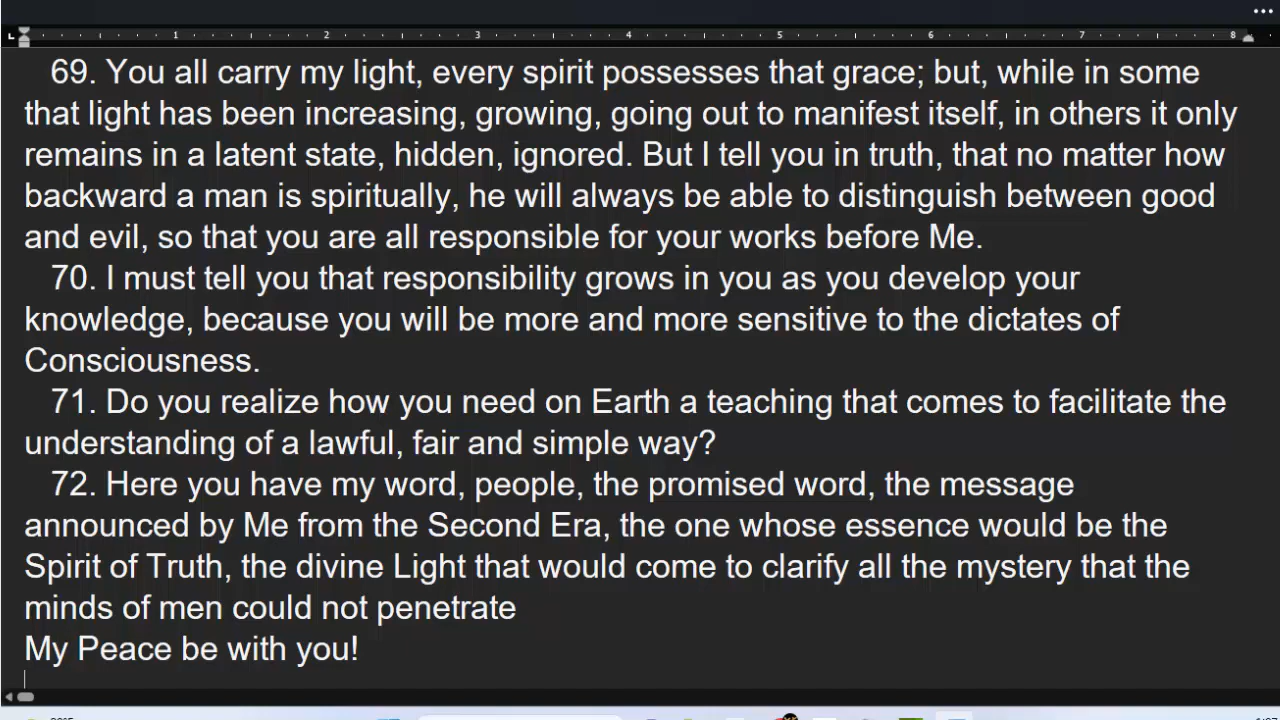 1 2 3 4 5 6 7 8
69. You all carry my light, every spirit possesses that grace; but, while in some
that light has been increasing, growing, going out to manifest itself, in others it only
remains in a latent state, hidden, ignored. But I tell you in truth, that no matter how
backward a man is spiritually, he will always be able to distinguish between good
and evil, so that you are all responsible for your works before Me.
70. I must tell you that responsibility grows in you as you develop your
knowledge, because you will be more and more sensitive to the dictates of
Consciousness.
71. Do you realize how you need on Earth a teaching that comes to facilitate the
understanding of a lawful, fair and simple way?
72. Here you have my word, people, the promised word, the message
announced by Me from the Second Era, the one whose essence would be the
Spirit of Truth, the divine Light that would come to clarify all the mystery that the
minds of men could not penetrate
My Peace be with you!